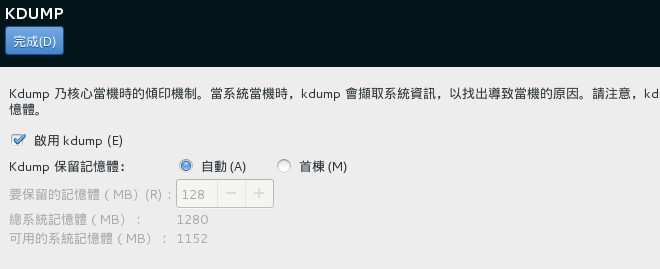 KDUMP
完成(D)
Kdump 乃核心當機時的傾印機制。當系統當機時，kdump 會擷取系統資訊，以找出導致當機的原因。請注意，kd
憶體。
啟用 kdump (E)
Kdump 保留記憶體： 自動 (A) 首棟 (M)
要保留的記憶體 ( MB）(R)： 128 − +
總系統記憶體 ( MB）： 1280
可用的系統記憶體 ( MB）： 1152